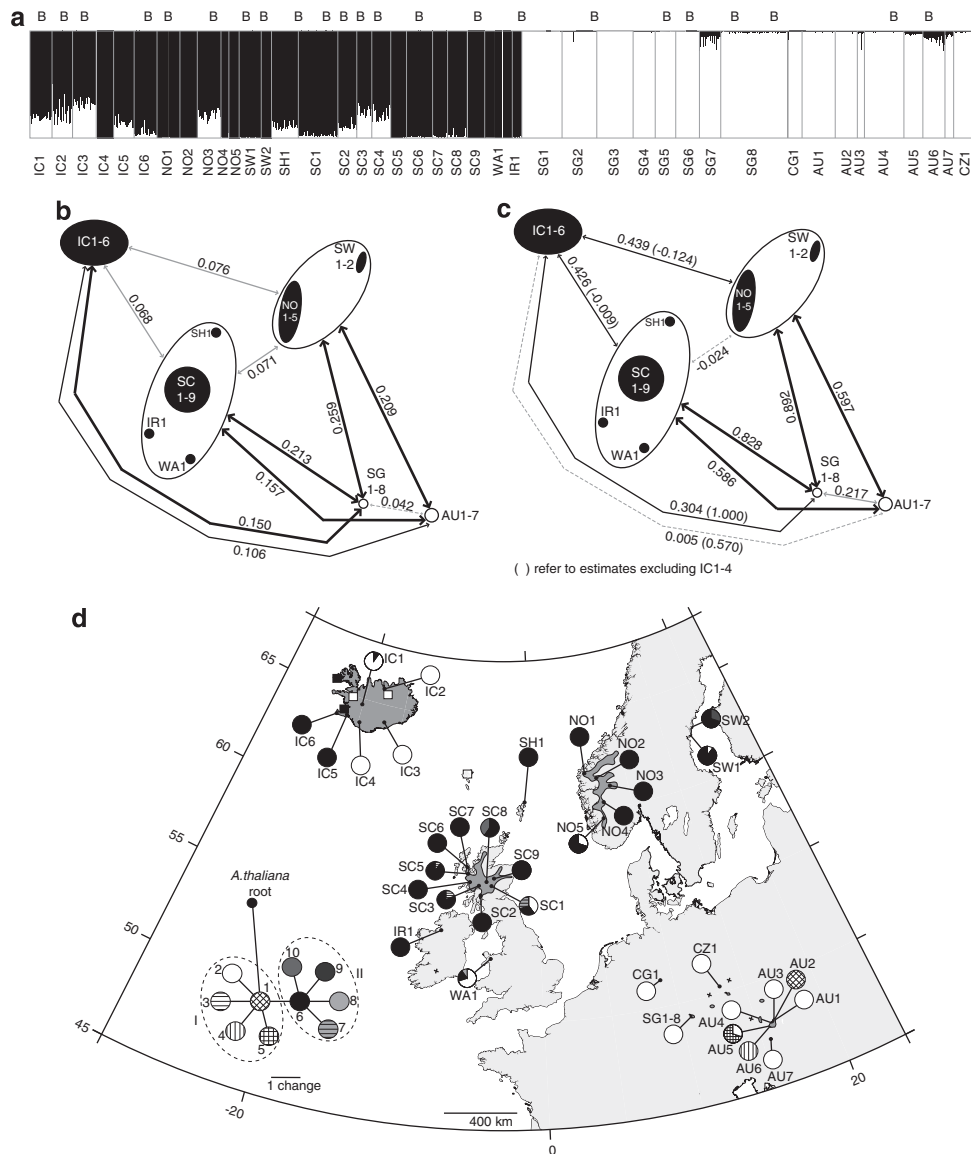 a
B B B B B B B B B B B B B B B B B B B B
IC1 IC2 IC3 IC4 IC5 IC6 NO1 NO2 NO3 NO4 NO5 SW1 SW2 SH1 SC1 SC2 SC3 SC4 SC5 SC6 SC7 SC8 SC9 WA1 IR1 SG1 SG2 SG3 SG4 SG5 SG6 SG7 SG8 CG1 AU1 AU2 AU3 AU4 AU5 AU6 AU7 CZ1
b
IC1-6
SW
1-2
NO
1-5
0.076
0.068
SH1
0.071
SC
1-9
IR1
WA1
0.259
0.209
0.213
0.157
SG
1-8
0.042
AU1-7
0.150
0.106
c
IC1-6
SW
1-2
0.439 (-0.124)
0.426 (-0.009)
NO
1-5
SH1
-0.024
SC
1-9
IR1
WA1
0.892
0.597
0.828
0.586
SG
1-8
0.217
AU1-7
0.304 (1.000)
0.005 (0.570)
( ) refer to estimates excluding IC1-4
d
65
60
55
50
45
IC1
IC2
IC6
IC5
IC4
IC3
SH1
NO1
NO2
NO3
NO4
NO5
SW2
SW1
SC7
SC8
SC6
SC5
SC9
SC4
SC3
SC1
SC2
IR1
WA1
A.thaliana
root
2
1
3
I
4
5
10
9
II
8
6
7
1 change
CZ1
CG1
SG1-8
AU3
AU2
AU1
AU4
AU5
AU6
AU7
-20
400 km
0
20